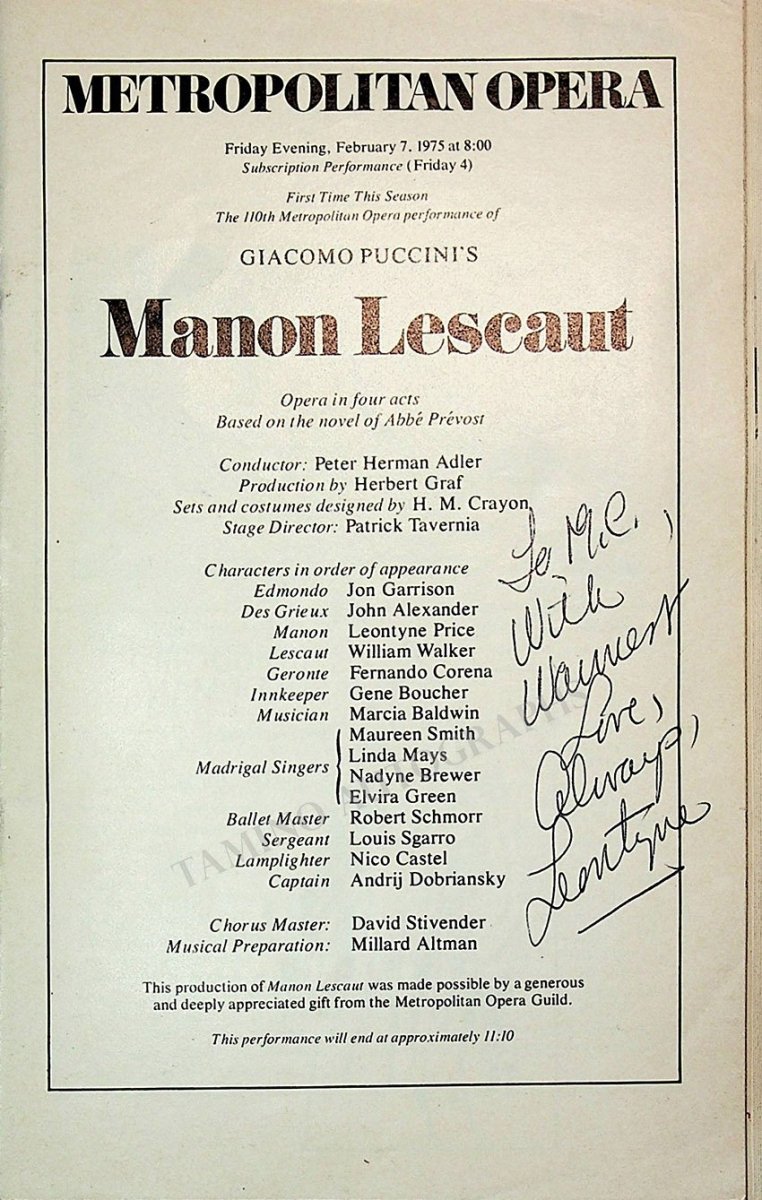 METROPOLITAN OPERA
Friday Evening, February 7. 1975 at 8:00
Subscription Performance (Friday 4)
First Time This Season
The 110th Metropolitan Opera performance of
GIACOMO PUCCINI'S
Manon Lescaut
Opera in four acts
Based on the novel of Abbé Prévost
Conductor: Peter Herman Adler
Production by Herbert Graf
Sets and costumes designed by H. M. Crayon
Stage Director: Patrick Tavernia
Characters in order of appearance
Edmondo Jon Garrison
Des Grieux John Alexander
Manon Leontyne Price
Lescaut William Walker
Geronte Fernando Corena
Innkeeper Gene Boucher
Musician Marcia Baldwin
Madrigal Singers { Maureen Smith
Linda Mays
Nadyne Brewer
Elvira Green
Ballet Master Robert Schmorr
Sergeant Louis Sgarro
Lamplighter Nico Castel
Captain Andrij Dobriansky
Chorus Master: David Stivender
Musical Preparation: Millard Altman
This production of Manon Lescaut was made possible by a generous
and deeply appreciated gift from the Metropolitan Opera Guild.
This performance will end at approximately 11:10
To M.C.,
With
Warmest
Love,
Always,
Leontyne
TAMINO AUTOGRAPHS